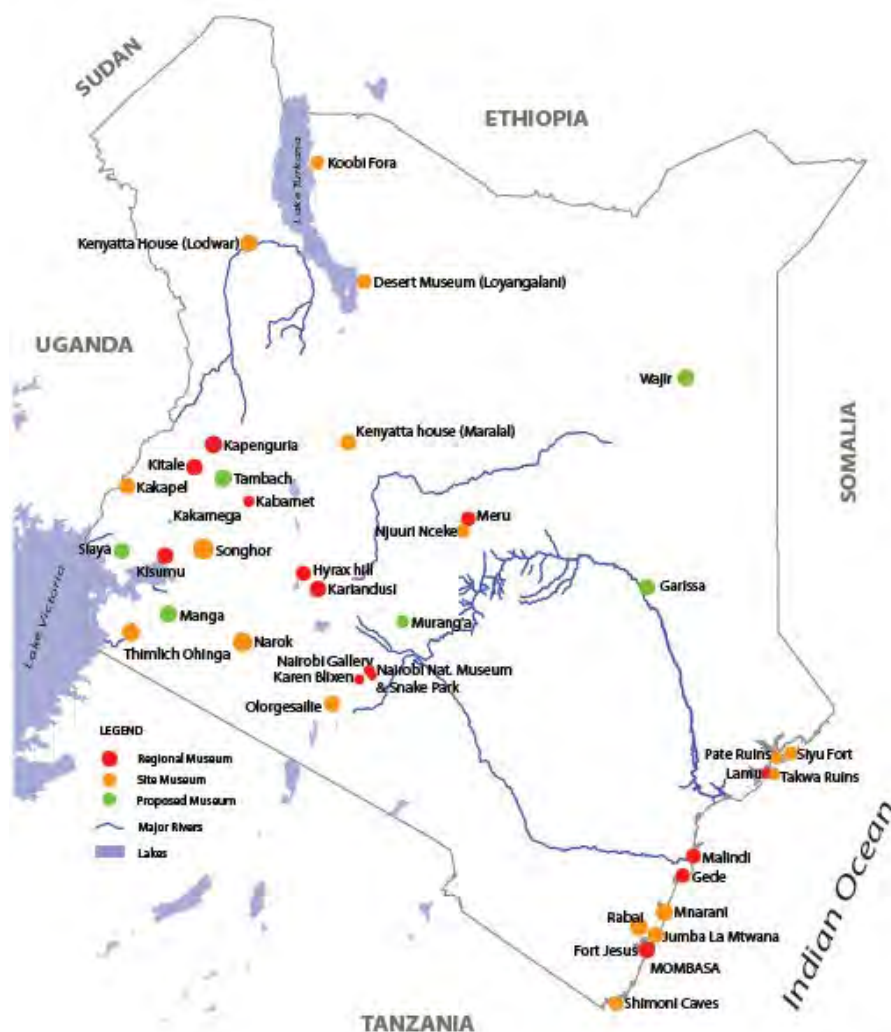 SUDAN
ETHIOPIA
Lake Turkana
Koobi Fora
Kenyatta House (Lodwar)
Desert Museum (Loyangalani)
UGANDA
Wajir
SOMALIA
Kenyatta house (Maralal)
Kapenguria
Kitale
Tambach
Kakapel
Kabarnet
Kakamega
Meru
Njuuri Nceke
Siaya
Songhor
Kisumu
Hyrax hill
Kariandusi
Garissa
Lake Victoria
Manga
Murang'a
Thimlich Ohinga
Narok
Nairobi Gallery
Nairobi Nat. Museum
& Snake Park
Karen Blixen
Olorgesailie
LEGEND
Regional Museum
Site Museum
Proposed Museum
Major Rivers
Lakes
Pate Ruins
Siyu Fort
Lamu
Takwa Ruins
Indian Ocean
Malindi
Gede
Mnarani
Rabai
Jumba La Mtwana
Fort Jesus
MOMBASA
Shimoni Caves
TANZANIA